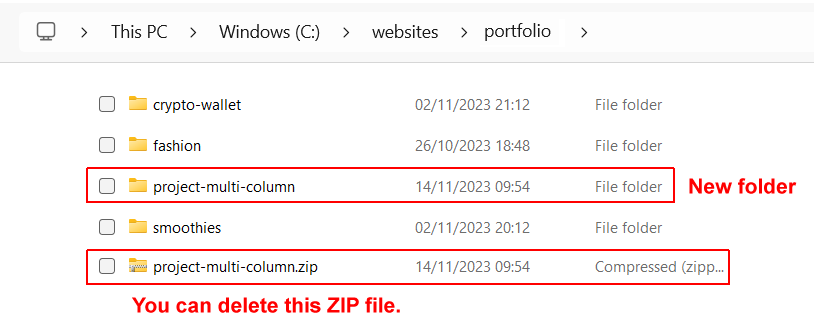 This PC > Windows (C:) > websites > portfolio >
crypto-wallet 02/11/2023 21:12 File folder
fashion 26/10/2023 18:48 File folder
project-multi-column 14/11/2023 09:54 File folder New folder
smoothies 02/11/2023 20:12 File folder
project-multi-column.zip 14/11/2023 09:54 Compressed (zipp...
You can delete this ZIP file.